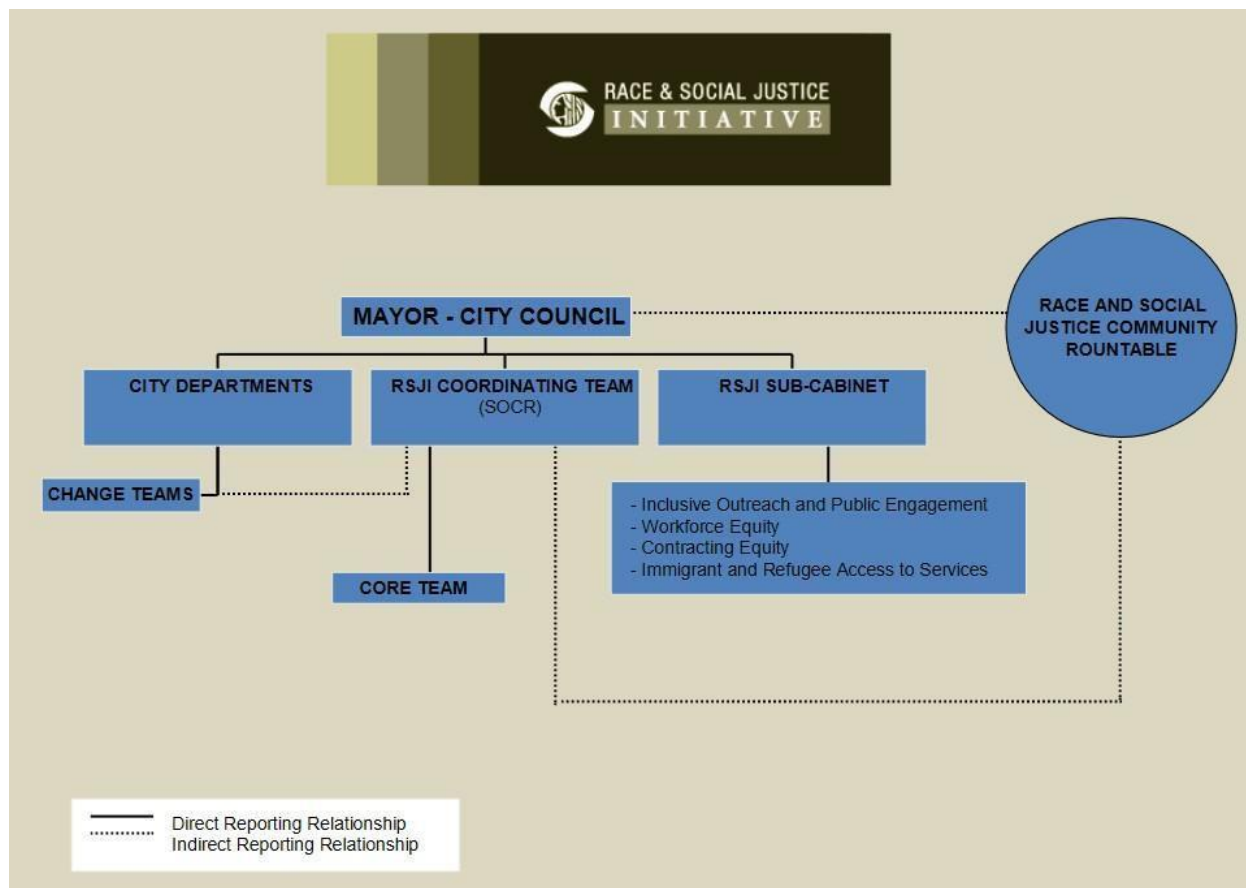 RACE & SOCIAL JUSTICE
INITIATIVE
MAYOR - CITY COUNCIL
RACE AND SOCIAL
JUSTICE COMMUNITY
ROUNDTABLE
CITY DEPARTMENTS
RSJI COORDINATING TEAM
(SOCR)
RSJI SUB-CABINET
CHANGE TEAMS
- Inclusive Outreach and Public Engagement
- Workforce Equity
- Contracting Equity
- Immigrant and Refugee Access to Services
CORE TEAM
Direct Reporting Relationship
Indirect Reporting Relationship